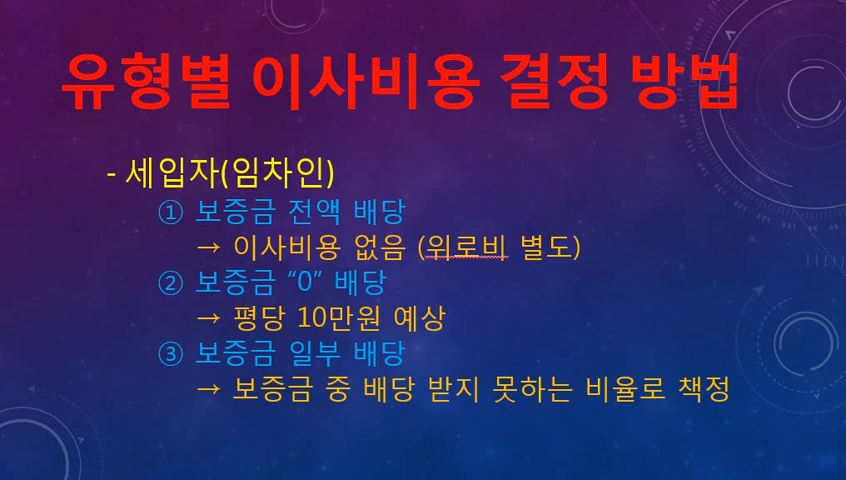 유형별 이사비용 결정 방법
- 세입자(임차인)
① 보증금 전액 배당
→ 이사비용 없음 (위로비 별도)
② 보증금 “0” 배당
→ 평당 10만원 예상
③ 보증금 일부 배당
→ 보증금 중 배당 받지 못하는 비율로 책정